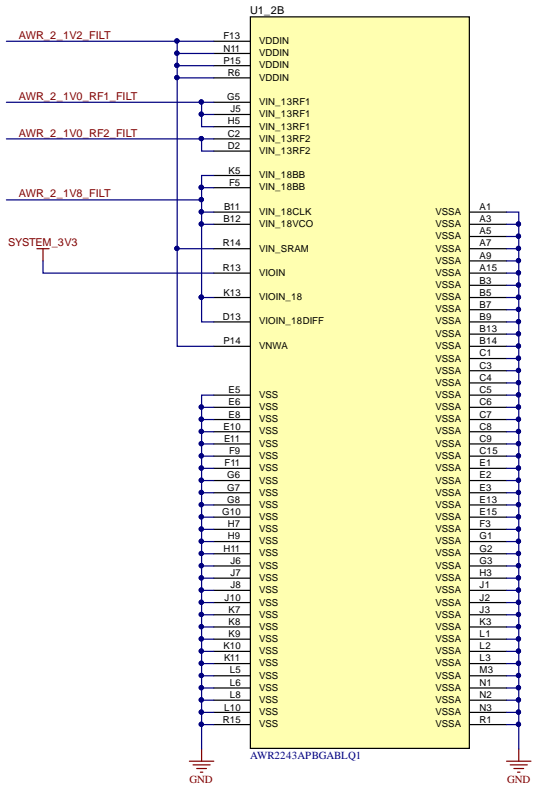 U1_2B
AWR_2_1V2_FILT F13 VDDIN
N11 VDDIN
P15 VDDIN
R6 VDDIN
AWR_2_1V0_RF1_FILT G5 VIN_13RF1
J5 VIN_13RF1
H5 VIN_13RF1
AWR_2_1V0_RF2_FILT C2 VIN_13RF2
D2 VIN_13RF2
K5 VIN_18BB
F5 VIN_18BB
AWR_2_1V8_FILT
B11 VIN_18CLK VSSA A1
B12 VIN_18VCO VSSA A3
VSSA A5
SYSTEM_3V3 R14 VIN_SRAM VSSA A7
VSSA A9
R13 VIOIN VSSA A15
VSSA B3
K13 VIOIN_18 VSSA B5
VSSA B7
D13 VIOIN_18DIFF VSSA B9
VSSA B13
P14 VNWA VSSA B14
VSSA C1
VSSA C3
VSSA C4
E5 VSS VSSA C5
E6 VSS VSSA C6
E8 VSS VSSA C7
E10 VSS VSSA C8
E11 VSS VSSA C9
F9 VSS VSSA C15
F11 VSS VSSA E1
G6 VSS VSSA E2
G7 VSS VSSA E3
G8 VSS VSSA E13
G10 VSS VSSA E15
H7 VSS VSSA F3
H9 VSS VSSA G1
H11 VSS VSSA G2
J6 VSS VSSA G3
J7 VSS VSSA H3
J8 VSS VSSA J1
J10 VSS VSSA J2
K7 VSS VSSA J3
K8 VSS VSSA K3
K9 VSS VSSA L1
K10 VSS VSSA L2
K11 VSS VSSA L3
L5 VSS VSSA M3
L6 VSS VSSA N1
L8 VSS VSSA N2
L10 VSS VSSA N3
R15 VSS VSSA R1
AWR2243APBGABLQ1
GND GND